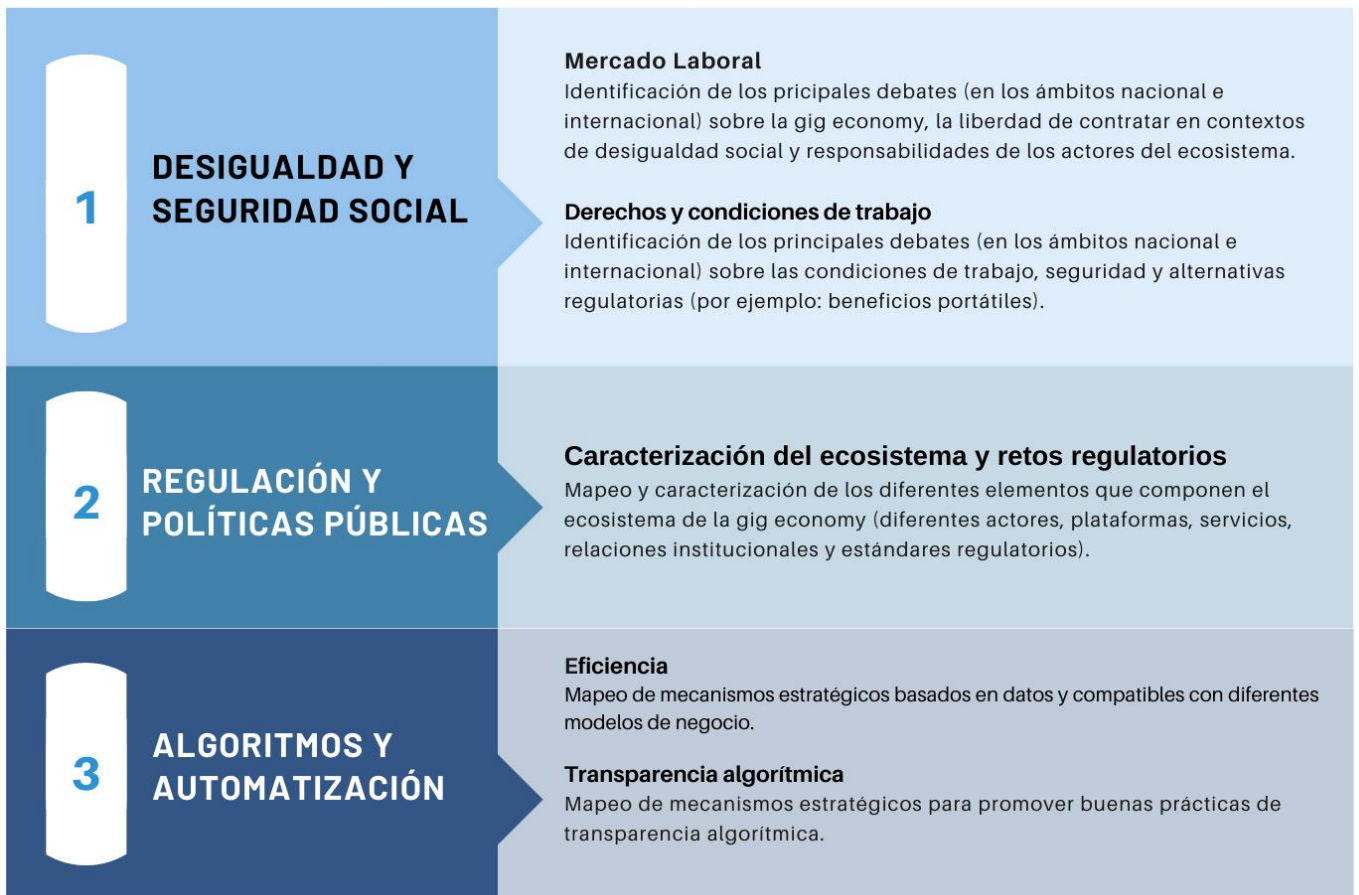 1
DESIGUALDAD Y
SEGURIDAD SOCIAL
Mercado Laboral
Identificación de los pricipales debates (en los ámbitos nacional e
internacional) sobre la gig economy, la liberdad de contratar en contextos
de desigualdad social y responsabilidades de los actores del ecosistema.
Derechos y condiciones de trabajo
Identificación de los principales debates (en los ámbitos nacional e
internacional) sobre las condiciones de trabajo, seguridad y alternativas
regulatorias (por ejemplo: beneficios portátiles).
2
REGULACIÓN Y
POLÍTICAS PÚBLICAS
Caracterización del ecosistema y retos regulatorios
Mapeo y caracterización de los diferentes elementos que componen el
ecosistema de la gig economy (diferentes actores, plataformas, servicios,
relaciones institucionales y estándares regulatorios).
3
ALGORITMOS Y
AUTOMATIZACIÓN
Eficiencia
Mapeo de mecanismos estratégicos basados en datos y compatibles con diferentes
modelos de negocio.
Transparencia algorítmica
Mapeo de mecanismos estratégicos para promover buenas prácticas de
transparencia algorítmica.